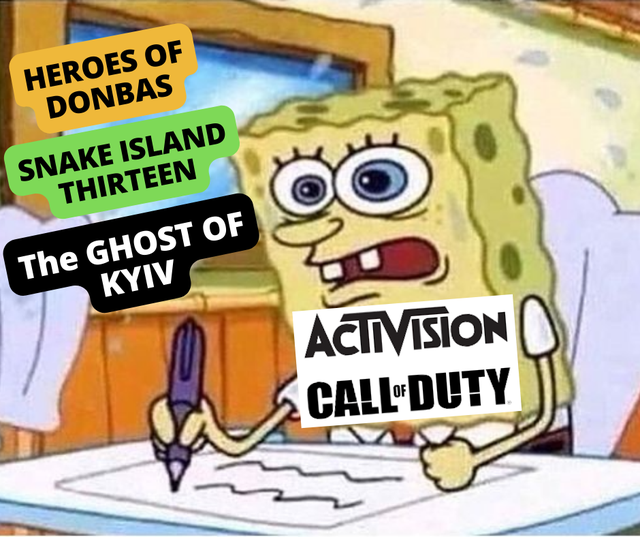 HEROES OF
DONBAS
SNAKE ISLAND
THIRTEEN
The GHOST OF
KYIV
ACTIVISION
CALL OF DUTY